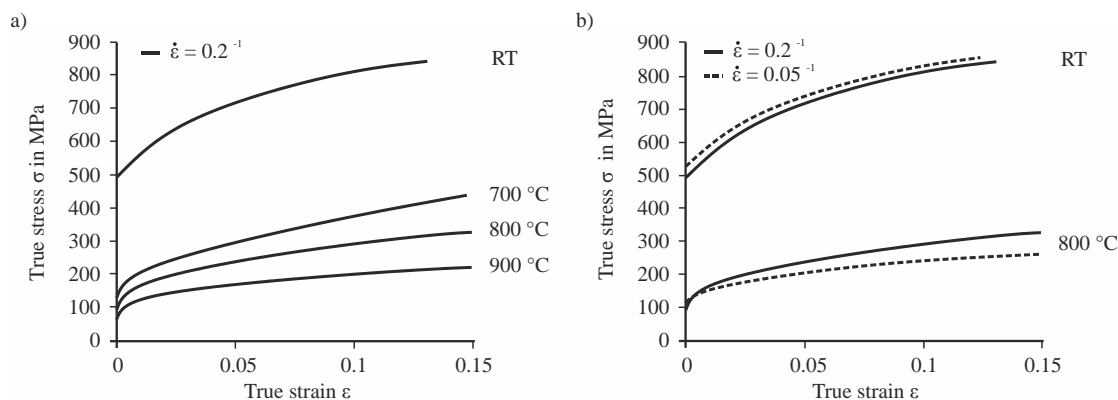 a)
True stress σ in MPa
900
800
700
600
500
400
300
200
100
0
ε̇ = 0.2 ⁻¹
RT
700 °C
800 °C
900 °C
0 0.05 0.1 0.15
True strain ε
b)
True stress σ in MPa
900
800
700
600
500
400
300
200
100
0
ε̇ = 0.2 ⁻¹
ε̇ = 0.05 ⁻¹
RT
800 °C
0 0.05 0.1 0.15
True strain ε